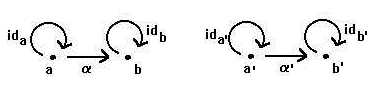 id_a id_b id_a' id_b'
a α b a' α' b'